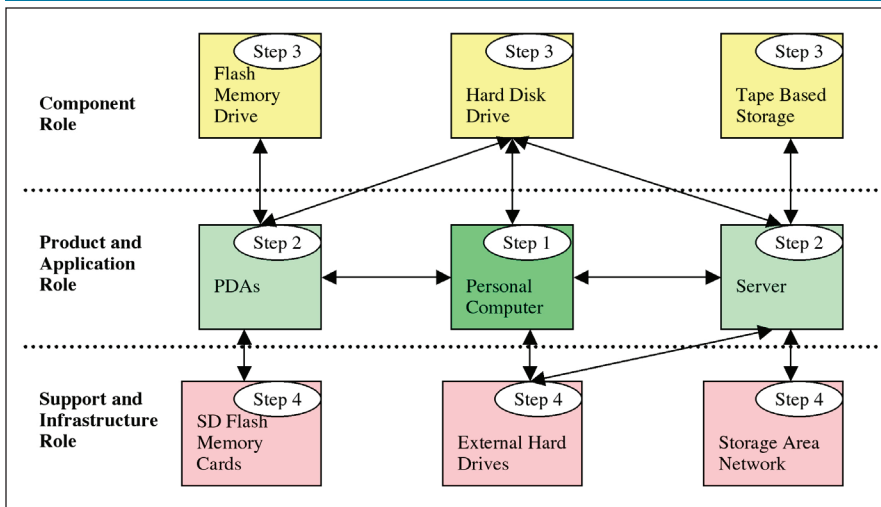 Step 3
Flash
Memory
Drive
Step 3
Hard Disk
Drive
Step 3
Tape Based
Storage
Component
Role
Product and
Application
Role
Step 2
PDAs
Step 1
Personal
Computer
Step 2
Server
Support and
Infrastructure
Role
Step 4
SD Flash
Memory
Cards
Step 4
External Hard
Drives
Step 4
Storage Area
Network